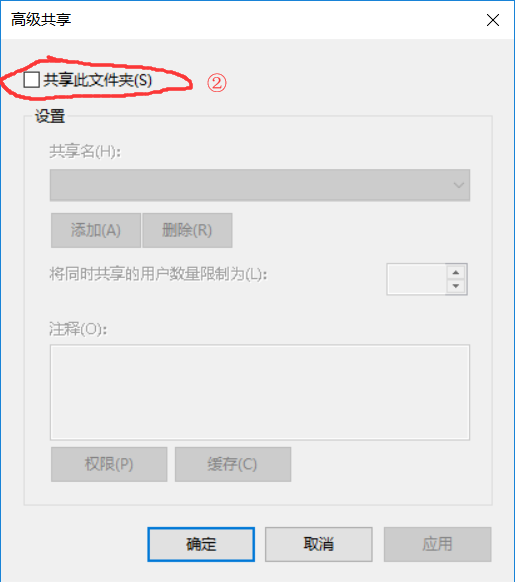 高级共享
共享此文件夹(S) ②
设置
共享名(H):
添加(A) 删除(R)
将同时共享的用户数量限制为(L):
注释(O):
权限(P) 缓存(C)
确定 取消 应用